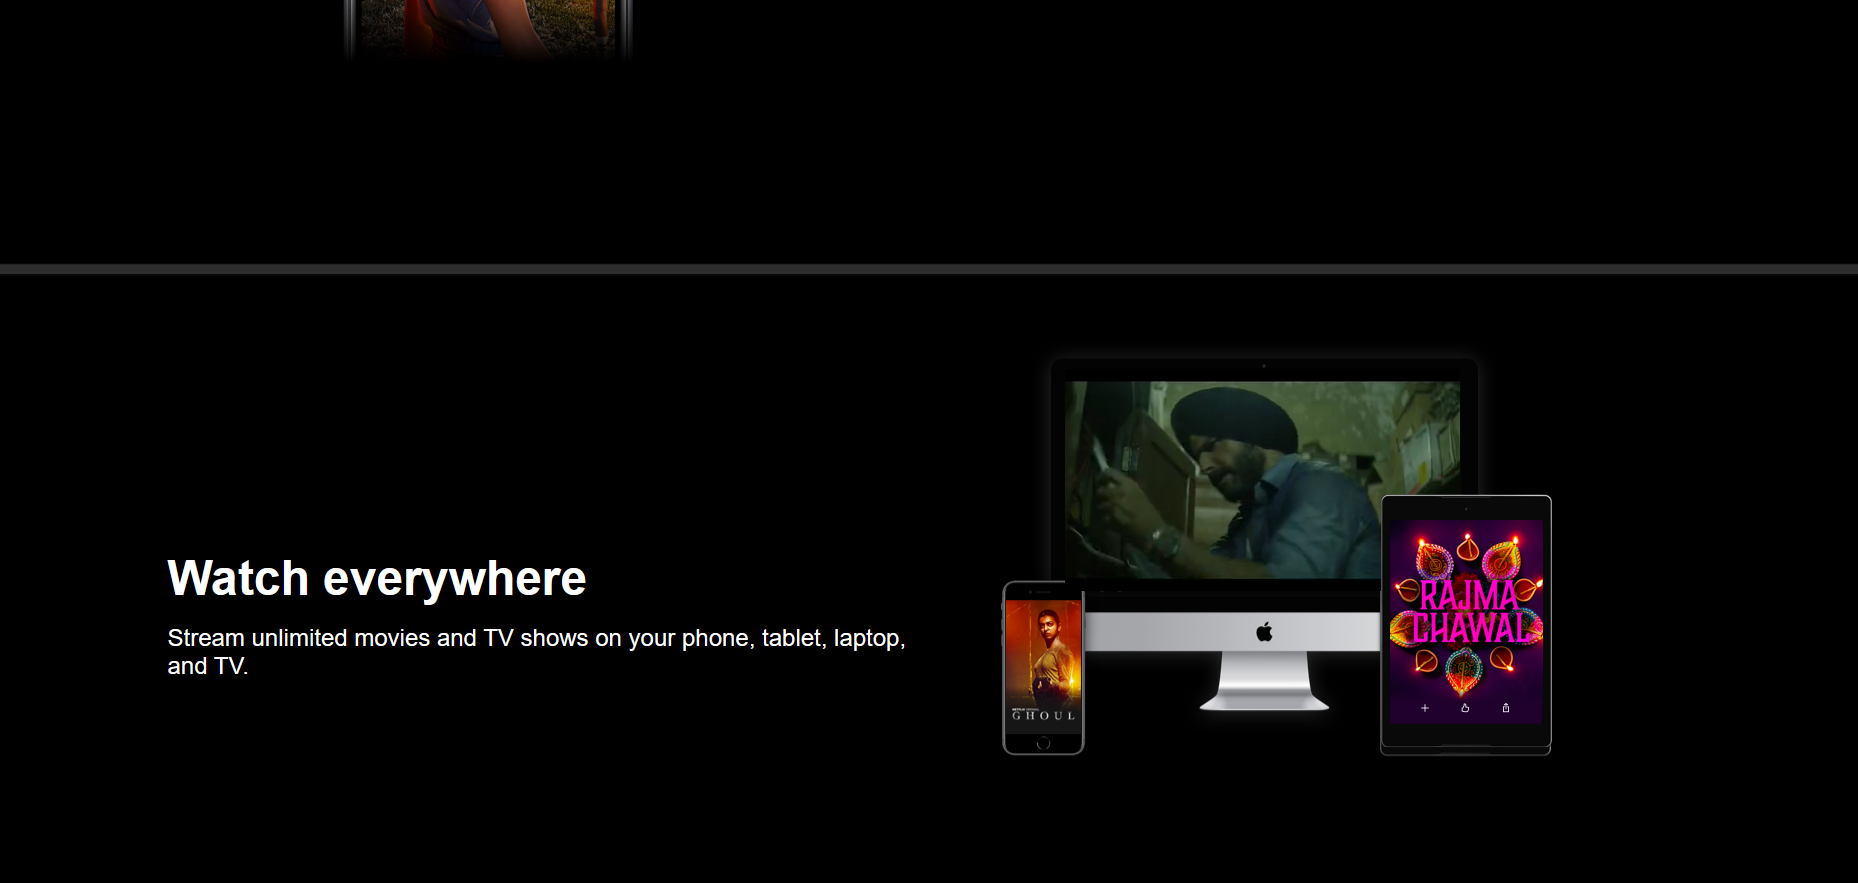 Watch everywhere
Stream unlimited movies and TV shows on your phone, tablet, laptop,
and TV.
RAJMA
CHAWAL
GHOUL